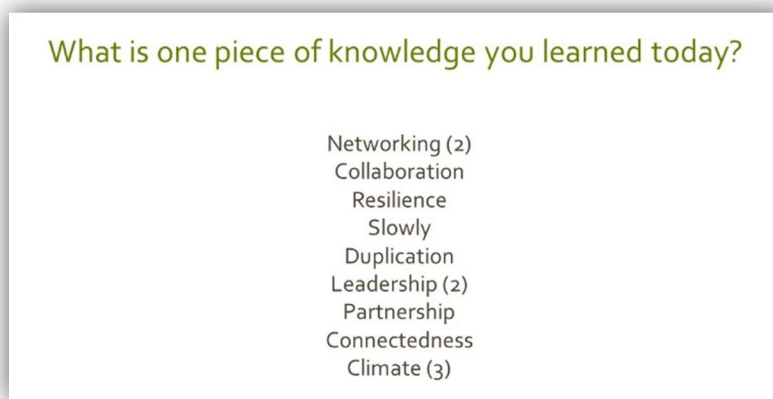 What is one piece of knowledge you learned today?
Networking (2)
Collaboration
Resilience
Slowly
Duplication
Leadership (2)
Partnership
Connectedness
Climate (3)